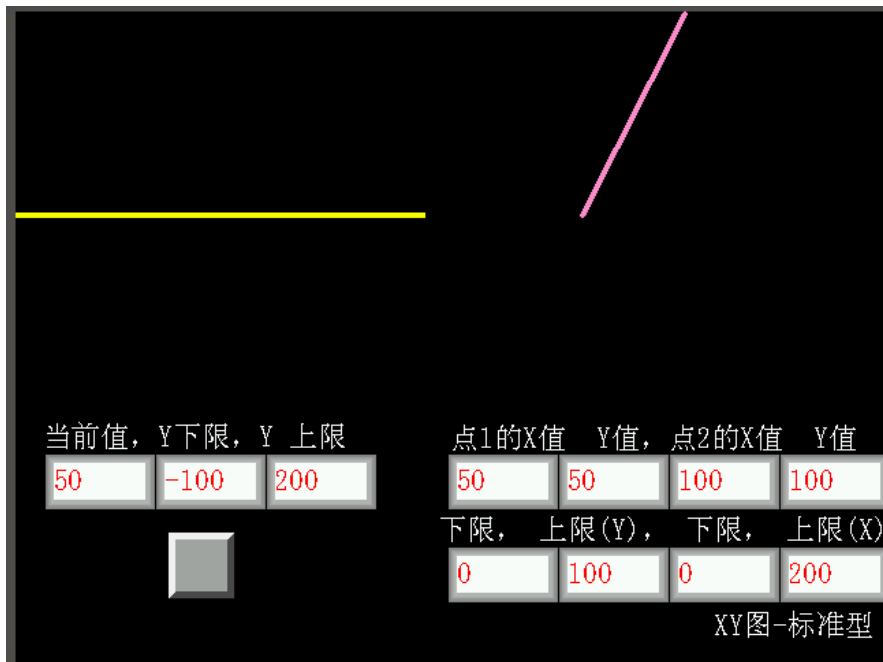 当前值，Y下限，Y 上限
50 -100 200
点1的X值 Y值，点2的X值 Y值
50 50 100 100
下限， 上限(Y)， 下限， 上限(X)
0 100 0 200
XY图-标准型